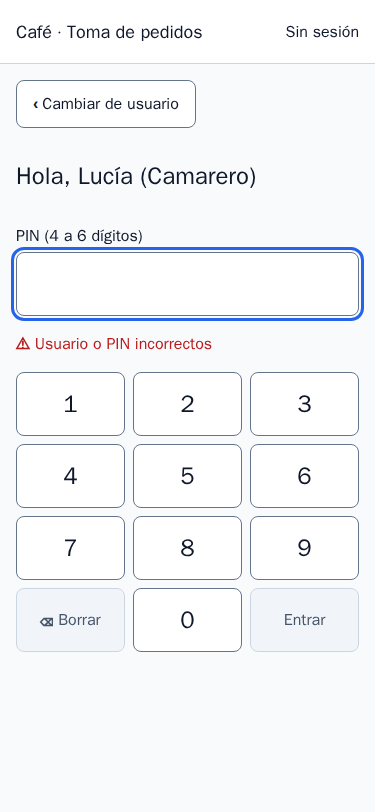 Café · Toma de pedidos
Sin sesión
‹ Cambiar de usuario
Hola, Lucía (Camarero)
PIN (4 a 6 dígitos)
⚠ Usuario o PIN incorrectos
1 2 3
4 5 6
7 8 9
⌫ Borrar 0 Entrar